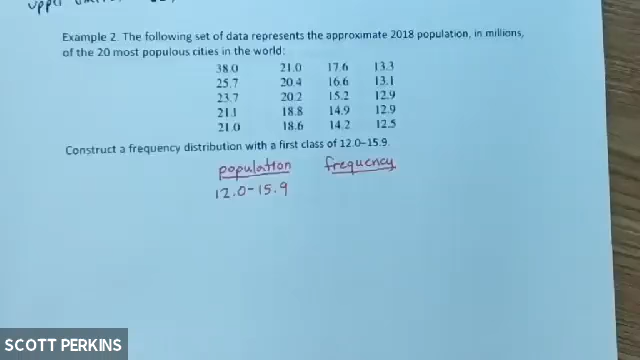 upper
Example 2. The following set of data represents the approximate 2018 population, in millions,
of the 20 most populous cities in the world:
38.0 21.0 17.6 13.3
25.7 20.4 16.6 13.1
23.7 20.2 15.2 12.9
21.1 18.8 14.9 12.9
21.0 18.6 14.2 12.5
Construct a frequency distribution with a first class of 12.0–15.9.
population frequency
12.0-15.9
SCOTT PERKINS